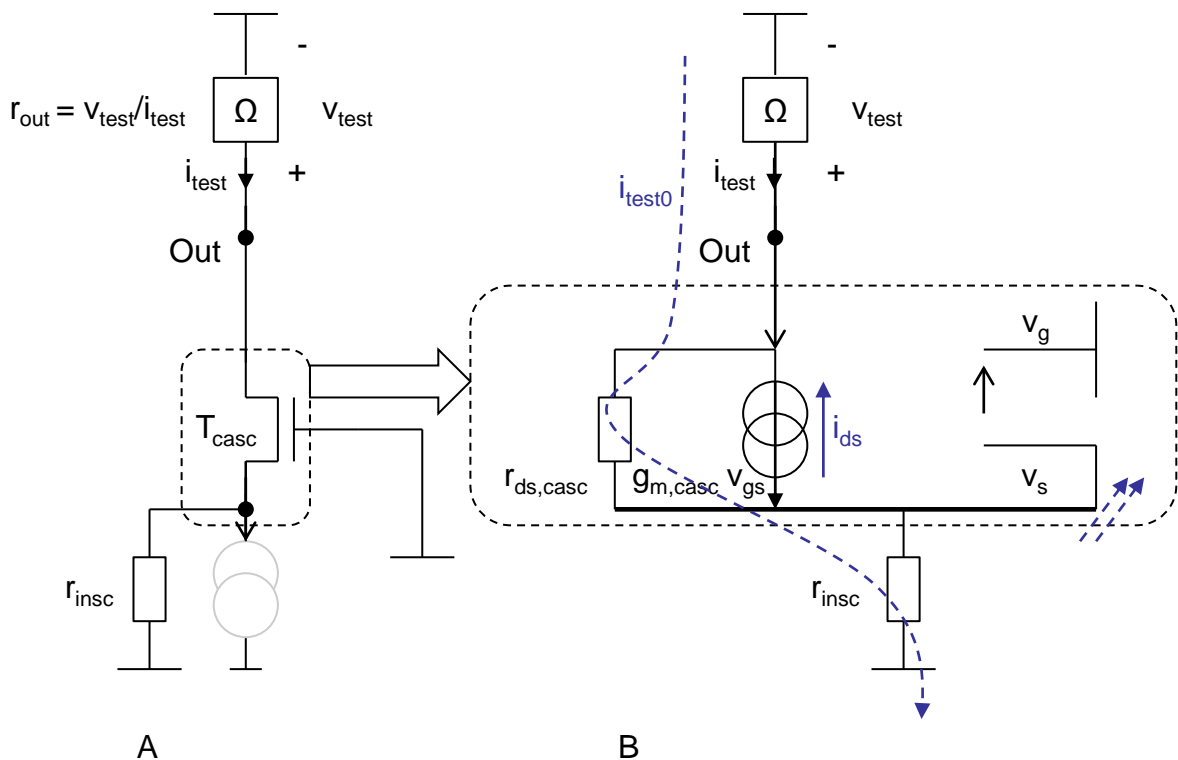 -
r_out = v_test/i_test
Ω
v_test
i_test
+
Out
T_casc
r_insc
A
-
Ω
v_test
i_test
+
i_test0
Out
v_g
i_ds
r_ds,casc
g_m,casc v_gs
v_s
r_insc
B